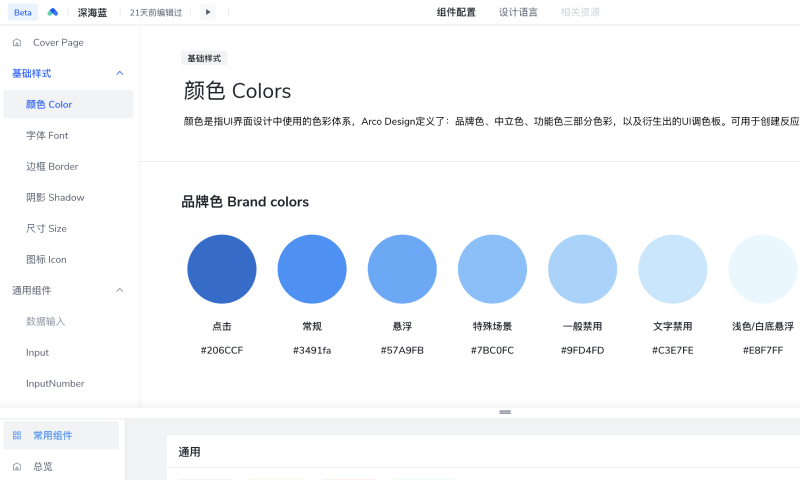 Beta 深海蓝 21天前编辑过 组件配置 设计语言 相关资源
Cover Page
基础样式
颜色 Color
字体 Font
边框 Border
阴影 Shadow
尺寸 Size
图标 Icon
通用组件
数据输入
Input
InputNumber
基础样式
颜色 Colors
颜色是指UI界面设计中使用的色彩体系，Arco Design定义了：品牌色、中立色、功能色三部分色彩，以及衍生出的UI调色板。可用于创建反应
品牌色 Brand colors
点击 常规 悬浮 特殊场景 一般禁用 文字禁用 浅色/白底悬浮
#206CCF #3491fa #57A9FB #7BC0FC #9FD4FD #C3E7FE #E8F7FF
常用组件
总览
通用